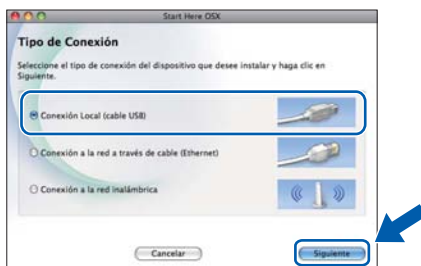 Start Here OSX
Tipo de Conexión
Seleccione el tipo de conexión del dispositivo que desee instalar y haga clic en
Siguiente.
Conexión Local (cable USB)
Conexión a la red a través de cable (Ethernet)
Conexión a la red inalámbrica
Cancelar
Siguiente